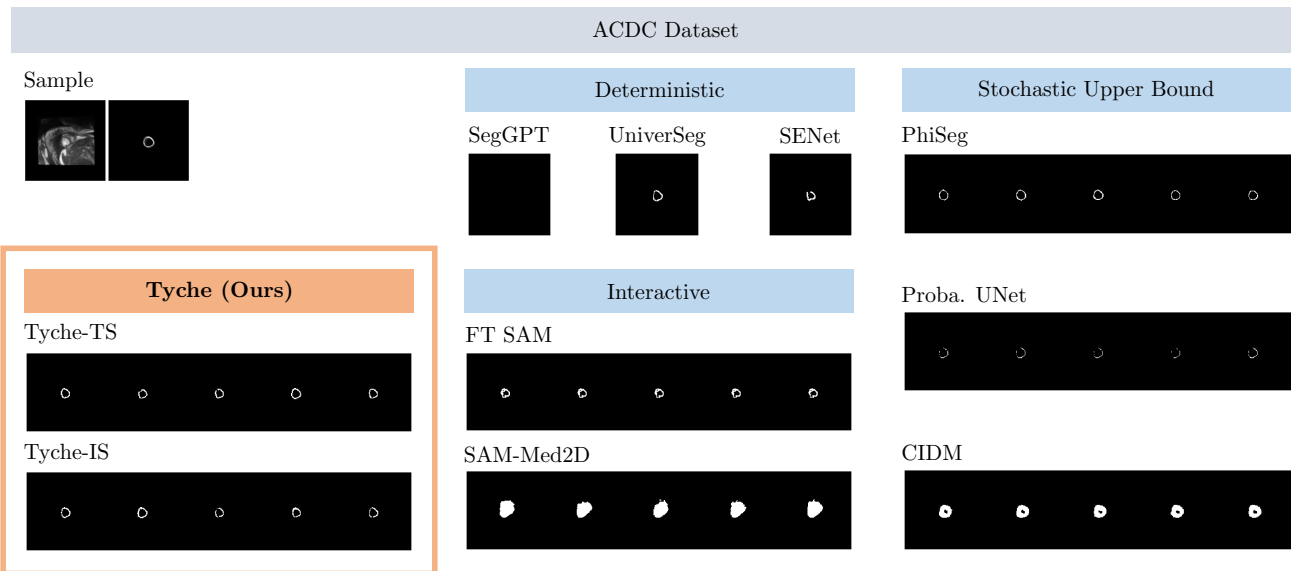 ACDC Dataset
Sample
Deterministic
SegGPT
UniverSeg
SENet
Stochastic Upper Bound
PhiSeg
Tyche (Ours)
Tyche-TS
Tyche-IS
Interactive
FT SAM
SAM-Med2D
Proba. UNet
CIDM